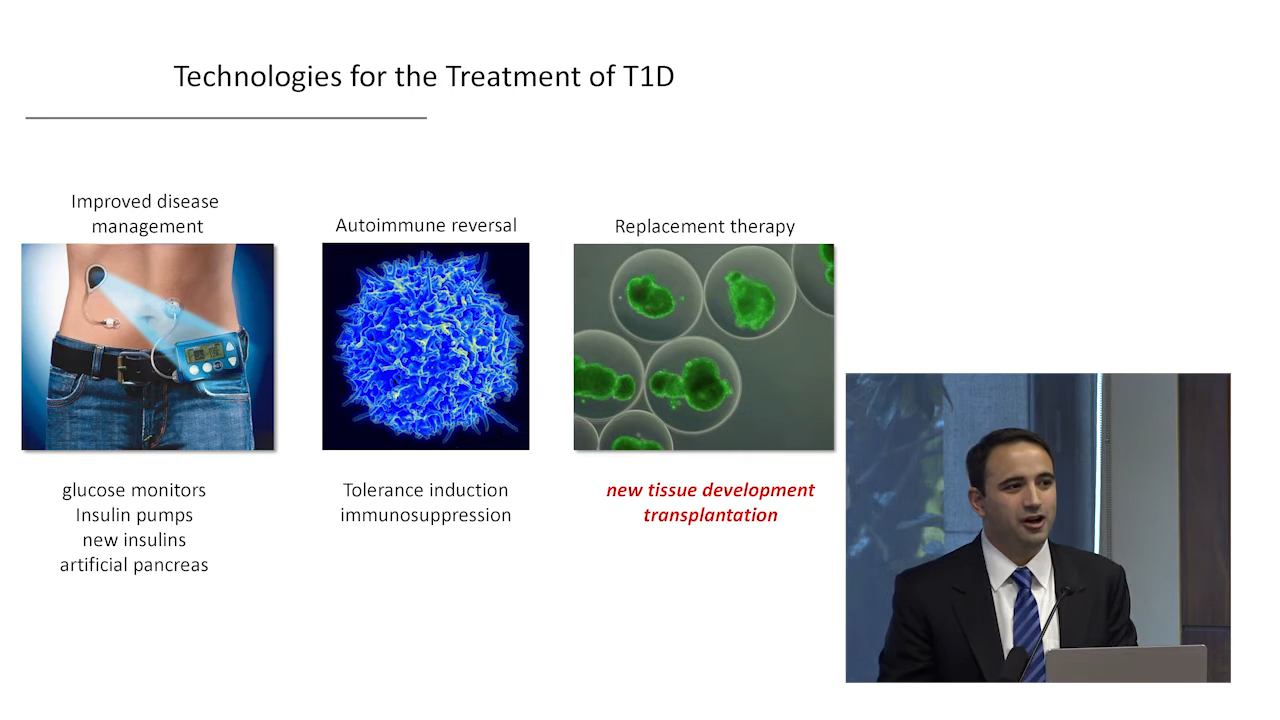 Technologies for the Treatment of T1D
Improved disease
management
Autoimmune reversal
Replacement therapy
glucose monitors
Insulin pumps
new insulins
artificial pancreas
Tolerance induction
immunosuppression
new tissue development
transplantation